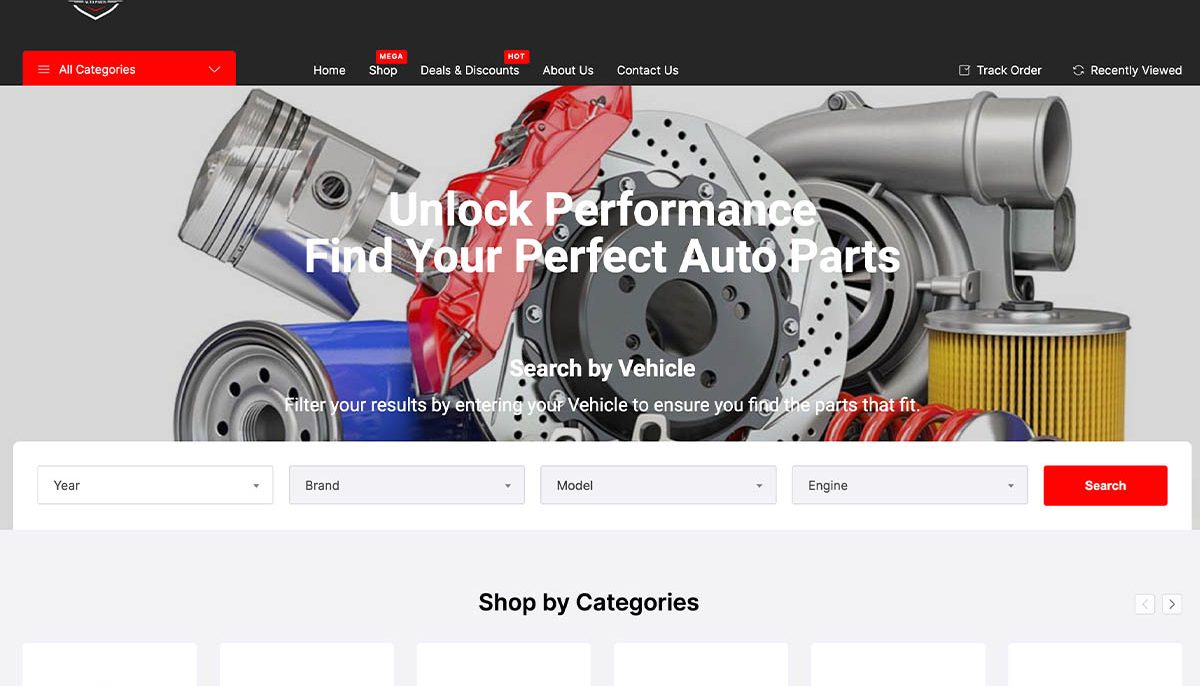 AUTO PARTS
All Categories
Home
Shop
MEGA
Deals & Discounts
HOT
About Us
Contact Us
Track Order
Recently Viewed
Unlock Performance
Find Your Perfect Auto Parts
Search by Vehicle
Filter your results by entering your Vehicle to ensure you find the parts that fit.
Year
Brand
Model
Engine
Search
Shop by Categories